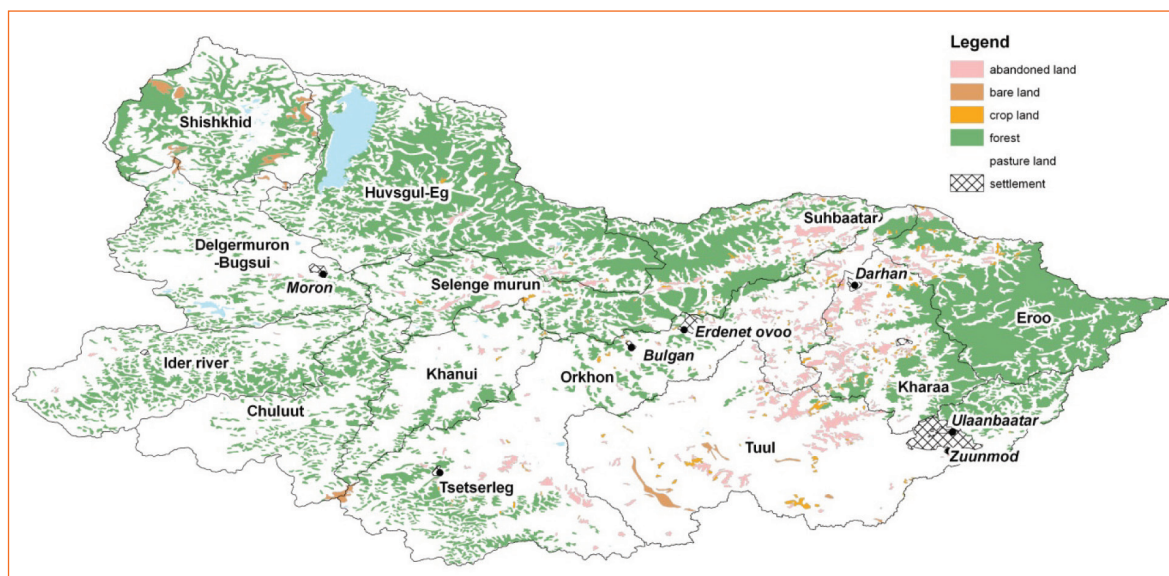 Legend
abandoned land
bare land
crop land
forest
pasture land
settlement
Shishkhid
Huvsgul-Eg
Suhbaatar
Delgermuron
-Bugsui
Moron
Selenge murun
Darhan
Eroo
Erdenet ovoo
Ider river
Khanui
Bulgan
Orkhon
Kharaa
Chuluut
Ulaanbaatar
Tuul
Zuunmod
Tsetserleg